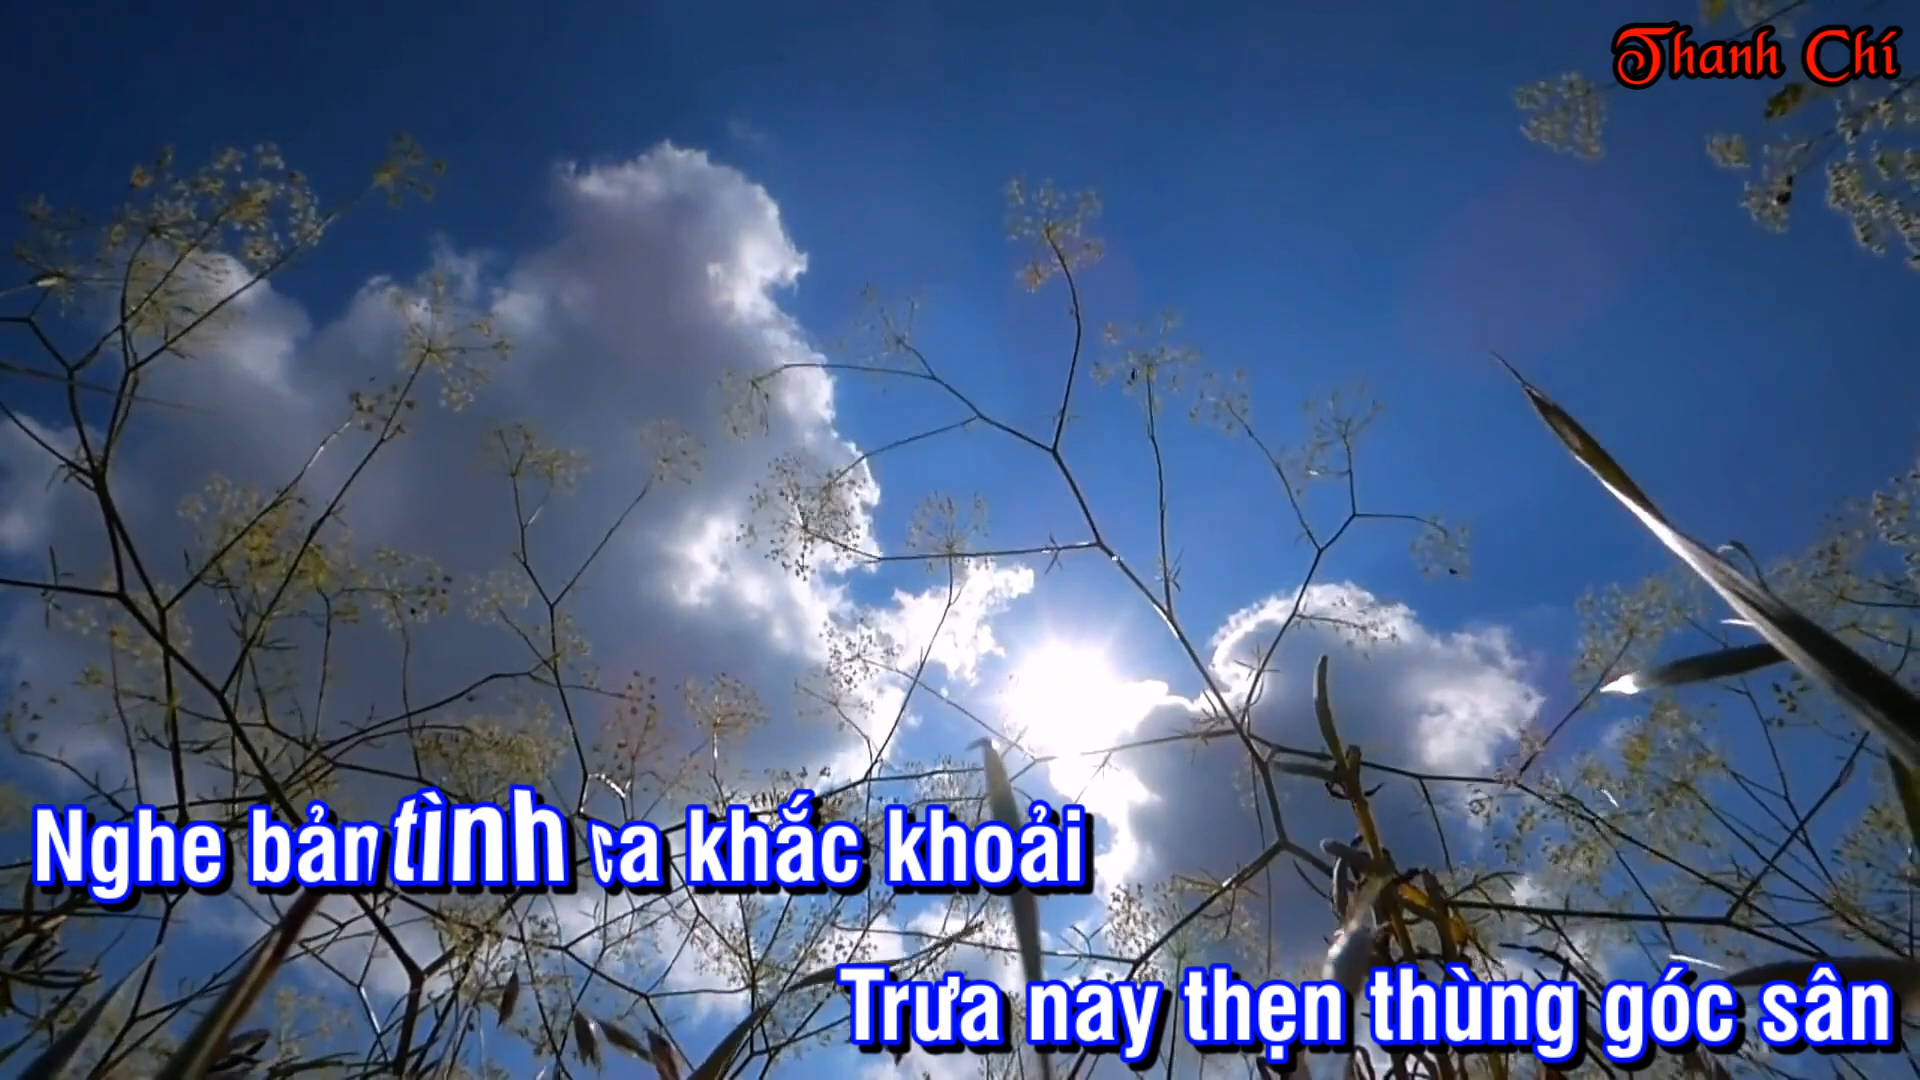 Thanh Chí
Nghe bản tình ca khắc khoải
Trưa nay thẹn thùng góc sân